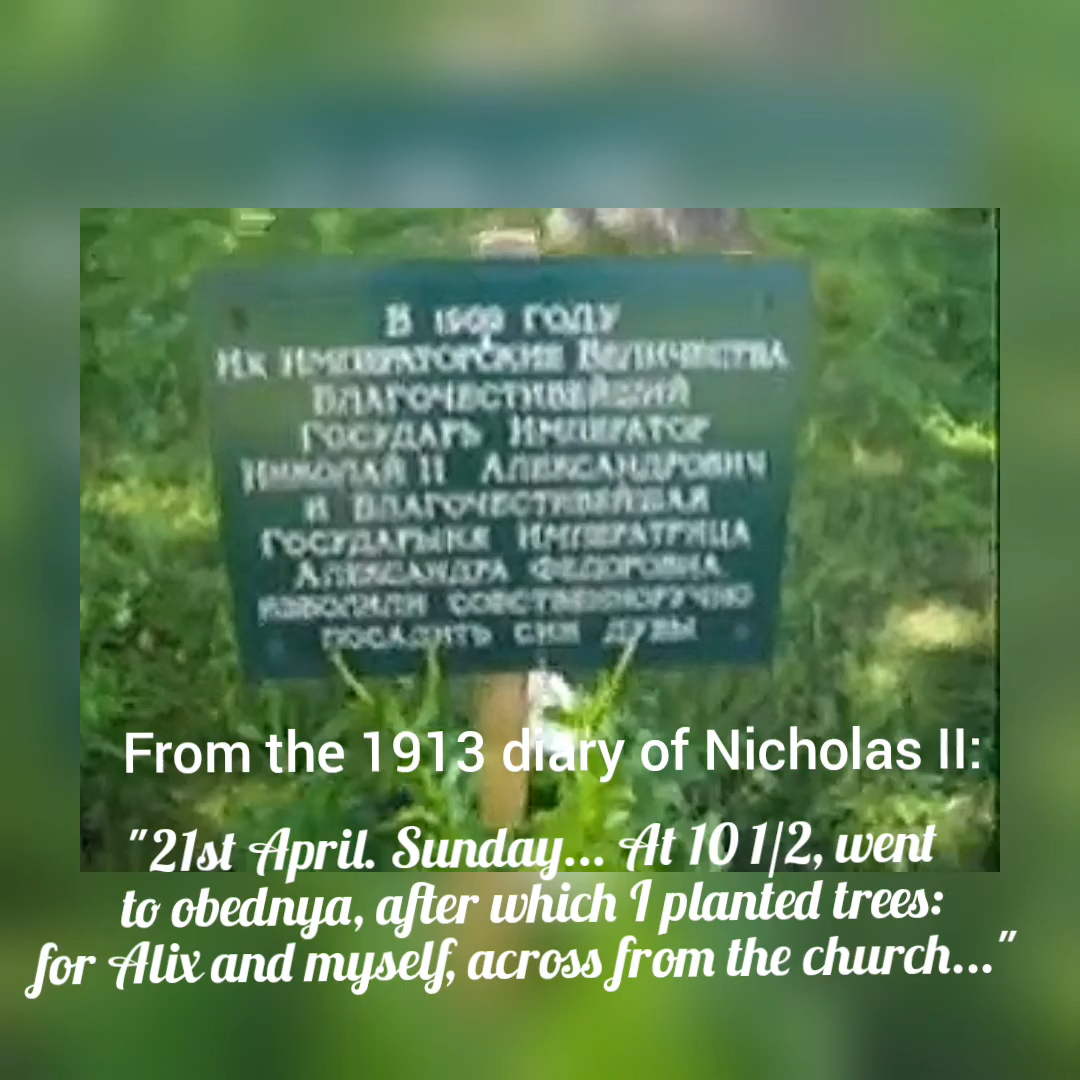 В 1909 ГОДУ
ИХ ИМПЕРАТОРСКИЕ ВЕЛИЧЕСТВА
БЛАГОЧЕСТИВЕЙШИЙ
ГОСУДАРЬ ИМПЕРАТОР
НИКОЛАЙ II АЛЕКСАНДРОВИЧ
И БЛАГОЧЕСТИВЕЙШАЯ
ГОСУДАРЫНЯ ИМПЕРАТРИЦА
АЛЕКСАНДРА ФЕДОРОВНА
ИЗВОЛИЛИ СОБСТВЕННОРУЧНО
ПОСАДИТЬ СИИ ДУБЫ
From the 1913 diary of Nicholas II:
"21st April. Sunday... At 10 1/2, went
to obednya, after which I planted trees:
for Alix and myself, across from the church..."